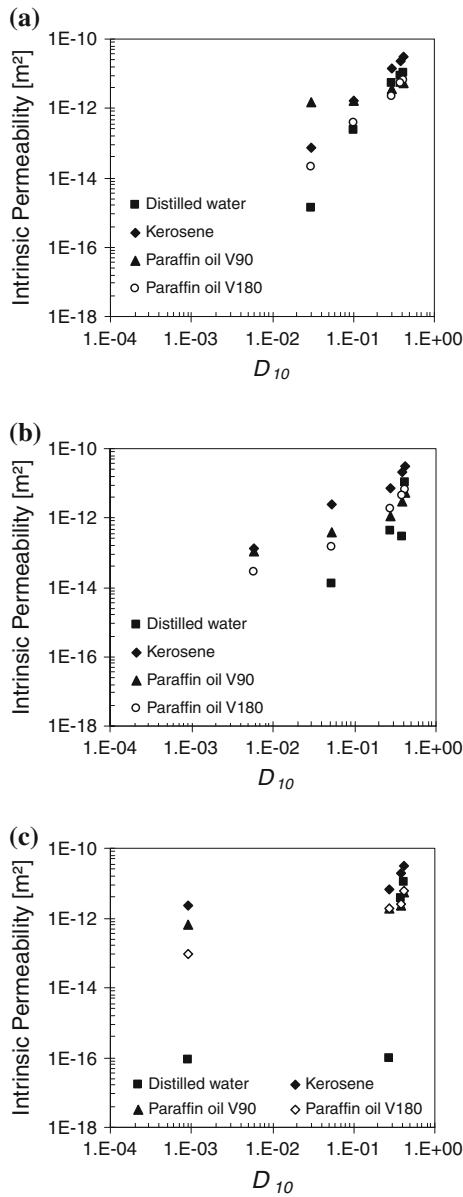 (a)
Intrinsic Permeability [m²]
1E-10
1E-12
1E-14
1E-16
1E-18
Distilled water
Kerosene
Paraffin oil V90
Paraffin oil V180
1.E-04 1.E-03 1.E-02 1.E-01 1.E+00
D10
(b)
Intrinsic Permeability [m²]
1E-10
1E-12
1E-14
1E-16
1E-18
Distilled water
Kerosene
Paraffin oil V90
Paraffin oil V180
1.E-04 1.E-03 1.E-02 1.E-01 1.E+00
D10
(c)
Intrinsic Permeability [m²]
1E-10
1E-12
1E-14
1E-16
1E-18
Distilled water Kerosene
Paraffin oil V90 Paraffin oil V180
1.E-04 1.E-03 1.E-02 1.E-01 1.E+00
D10